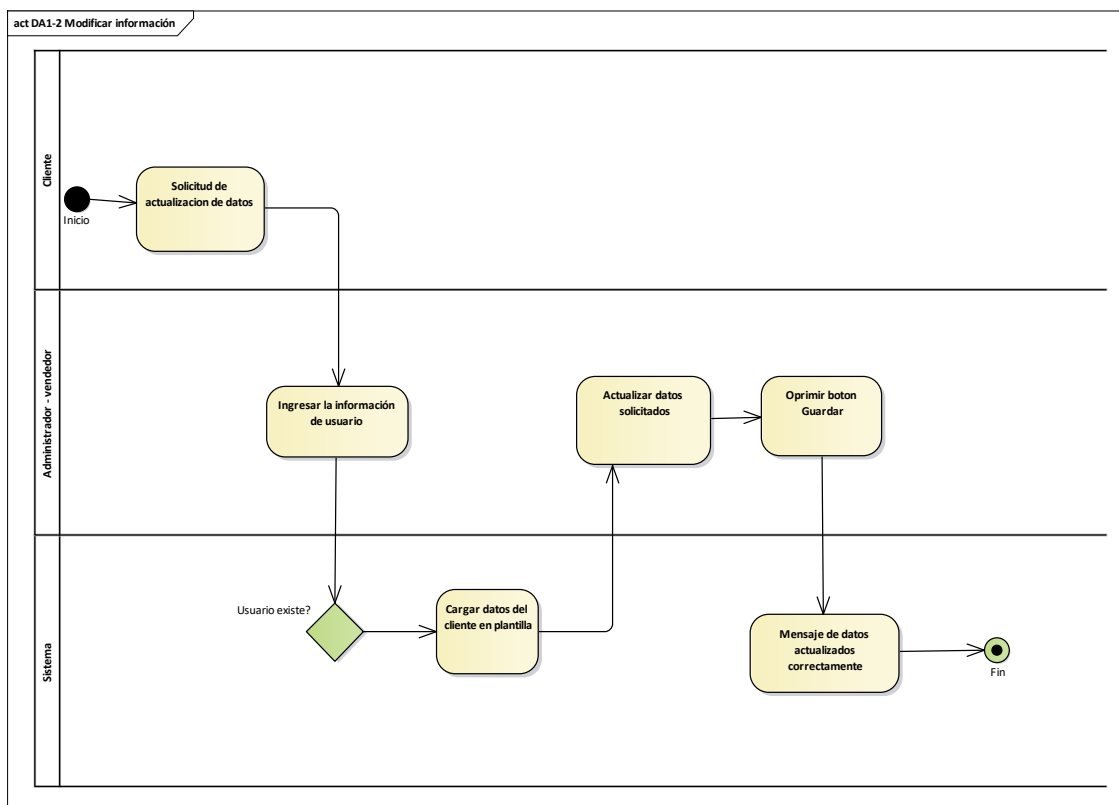 act DA1-2 Modificar información
Cliente
Inicio
Solicitud de
actualizacion de datos
Administrador - vendedor
Ingresar la información
de usuario
Actualizar datos
solicitados
Oprimir boton
Guardar
Sistema
Usuario existe?
Cargar datos del
cliente en plantilla
Mensaje de datos
actualizados
correctamente
Fin